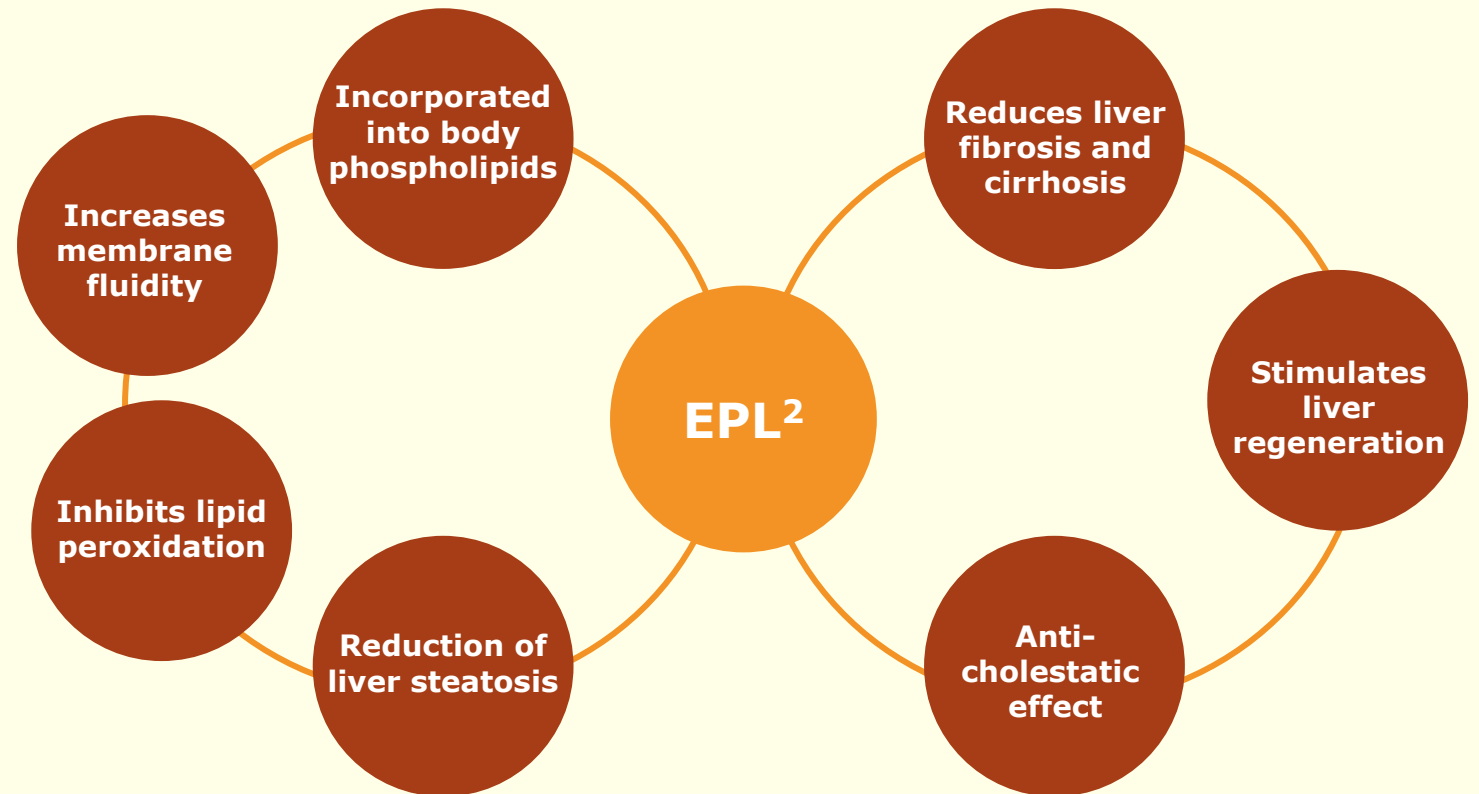 Incorporated
into body
phospholipids
Reduces liver
fibrosis and
cirrhosis
Increases
membrane
fluidity
EPL²
Stimulates
liver
regeneration
Inhibits lipid
peroxidation
Reduction of
liver steatosis
Anti-
cholestatic
effect